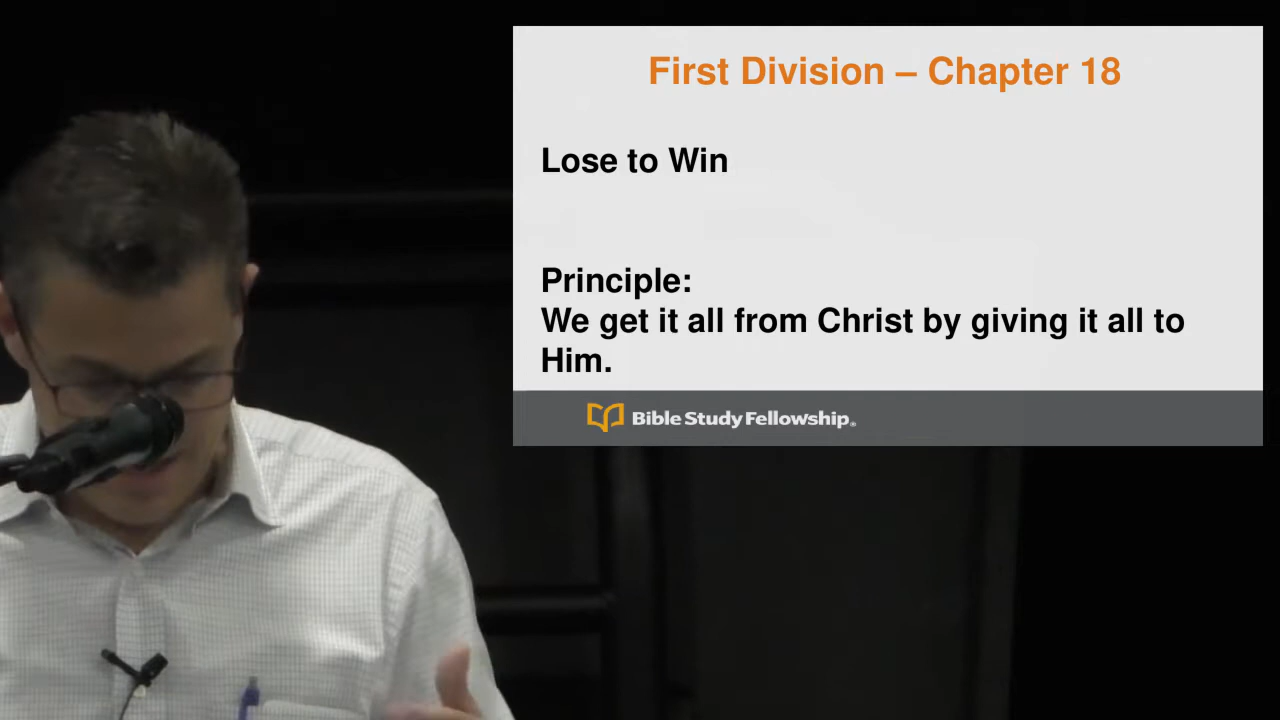 First Division – Chapter 18
Lose to Win
Principle:
We get it all from Christ by giving it all to
Him.
Bible Study Fellowship®